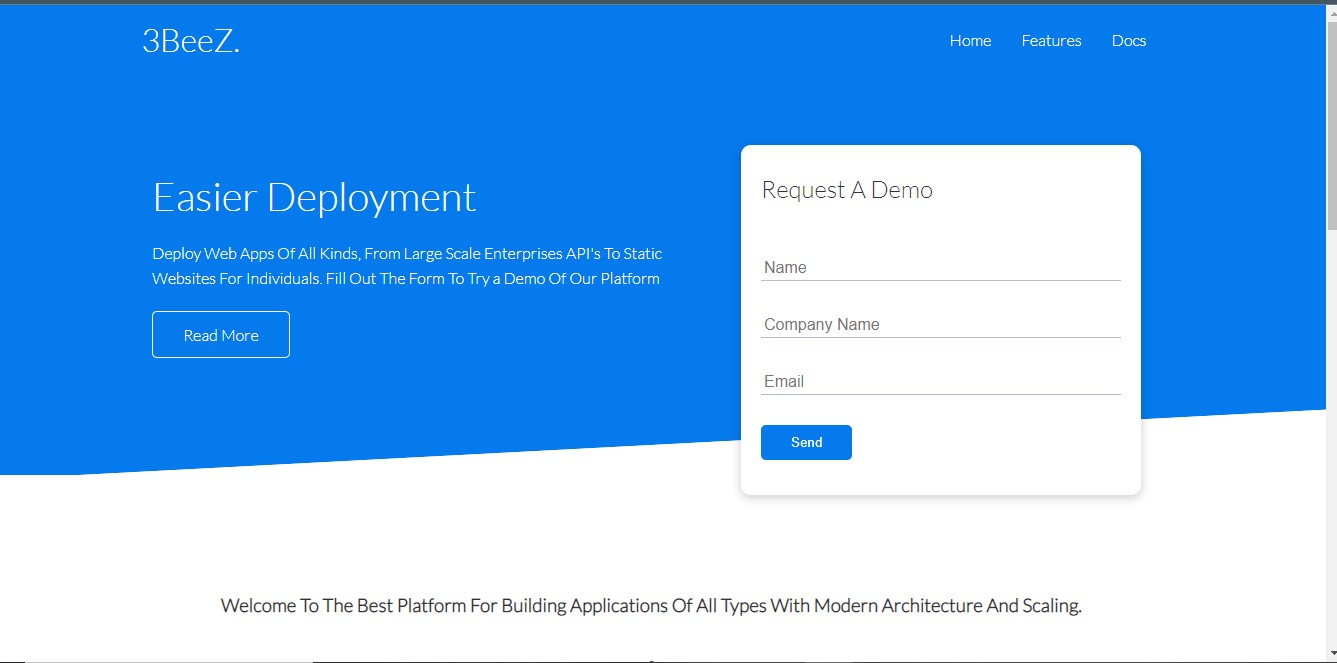 3BeeZ.
Home Features Docs
Easier Deployment
Deploy Web Apps Of All Kinds, From Large Scale Enterprises API's To Static
Websites For Individuals. Fill Out The Form To Try a Demo Of Our Platform
Read More
Request A Demo
Name
Company Name
Email
Send
Welcome To The Best Platform For Building Applications Of All Types With Modern Architecture And Scaling.